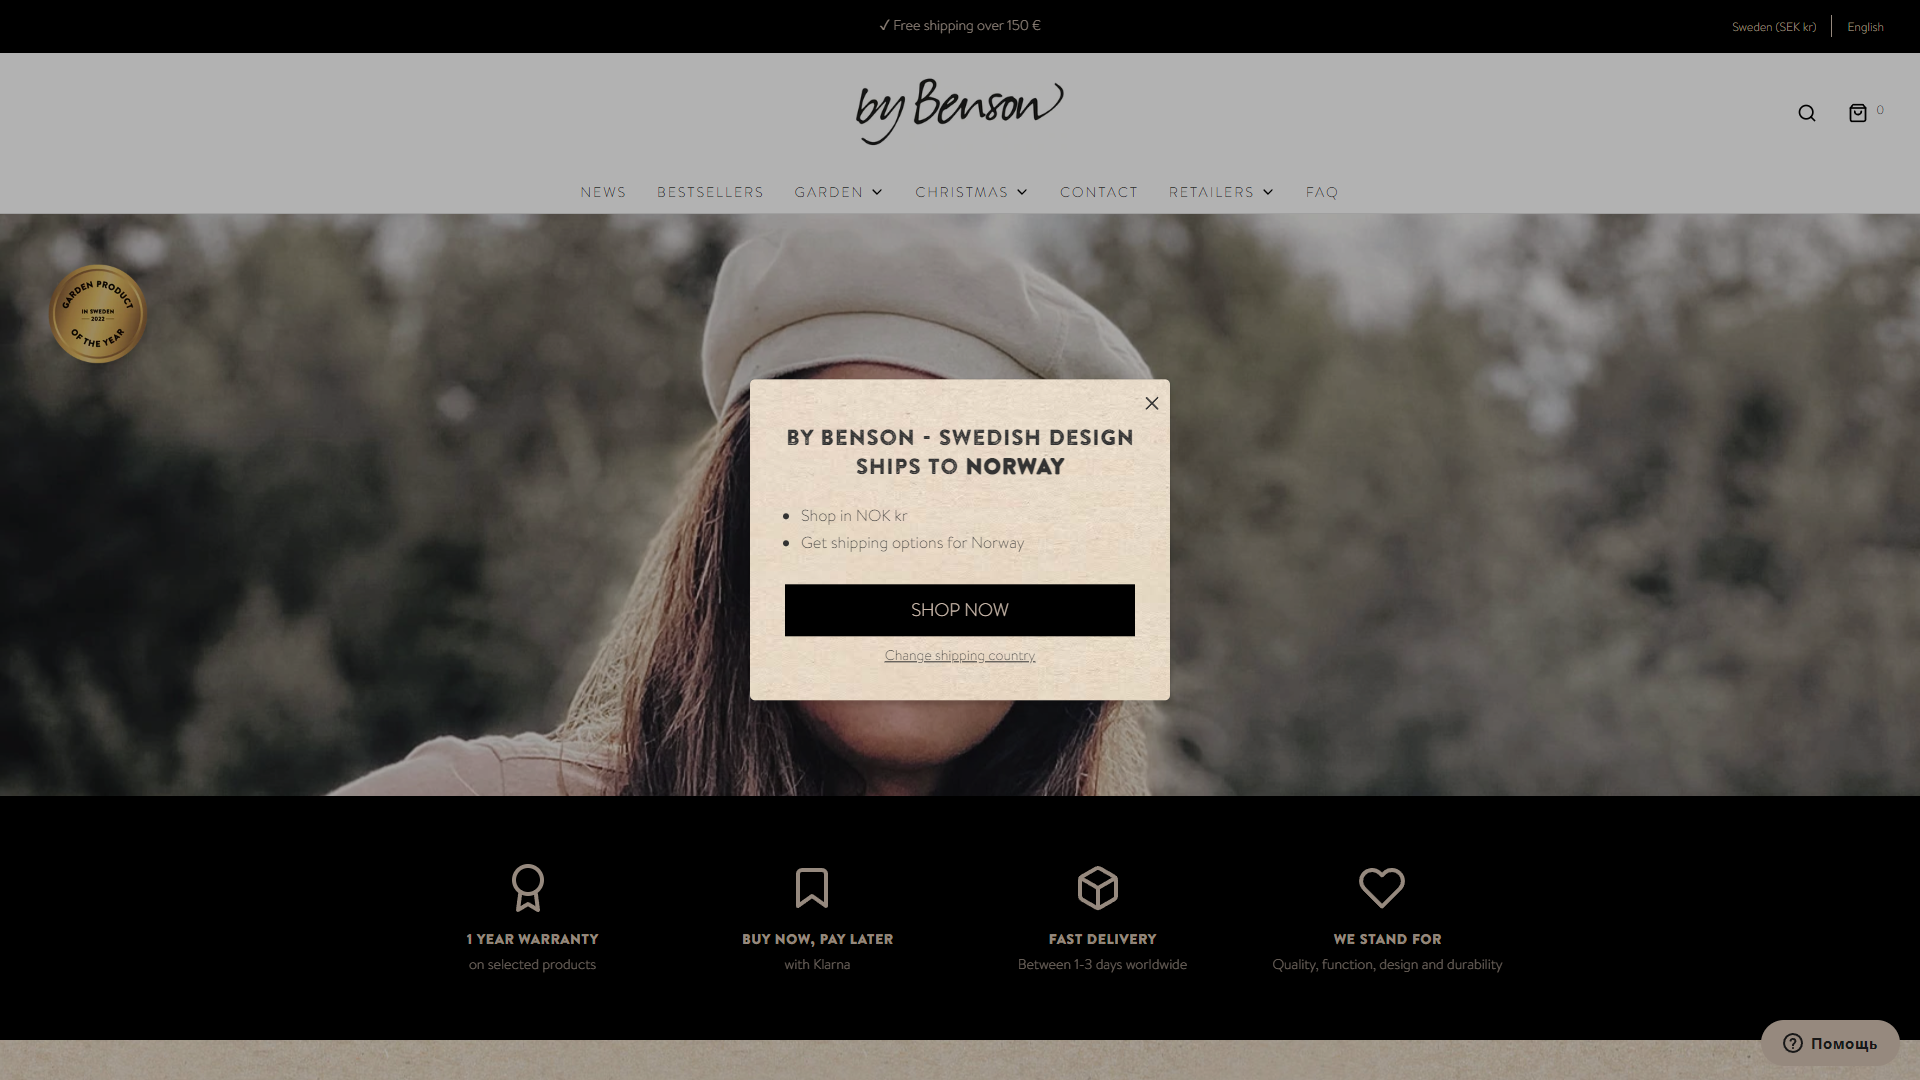 ✓ Free shipping over 150 €
Sweden (SEK kr)
English
by Benson
0
NEWS
BESTSELLERS
GARDEN
CHRISTMAS
CONTACT
RETAILERS
FAQ
GARDEN PRODUCT
IN SWEDEN
2022
OF THE YEAR
BY BENSON - SWEDISH DESIGN
SHIPS TO NORWAY
• Shop in NOK kr
• Get shipping options for Norway
SHOP NOW
Change shipping country
1 YEAR WARRANTY
on selected products
BUY NOW, PAY LATER
with Klarna
FAST DELIVERY
Between 1-3 days worldwide
WE STAND FOR
Quality, function, design and durability
Помощь